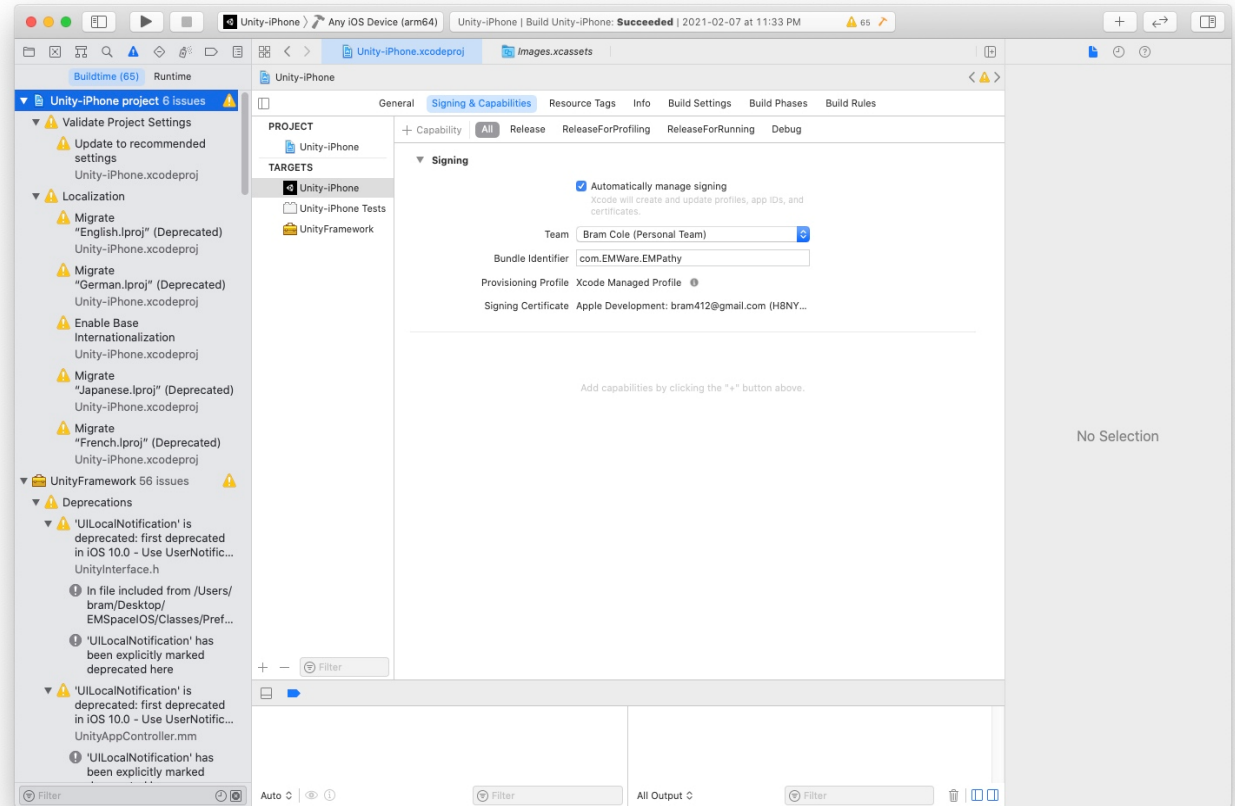 Unity-iPhone
Any iOS Device (arm64)
Unity-iPhone | Build Unity-iPhone: Succeeded | 2021-02-07 at 11:33 PM
65
Unity-iPhone.xcodeproj
Images.xcassets
Buildtime (65)
Runtime
Unity-iPhone
Unity-iPhone project 6 issues
Validate Project Settings
Update to recommended
settings
Unity-iPhone.xcodeproj
Localization
Migrate
“English.lproj” (Deprecated)
Unity-iPhone.xcodeproj
Migrate
“German.lproj” (Deprecated)
Unity-iPhone.xcodeproj
Enable Base
Internationalization
Unity-iPhone.xcodeproj
Migrate
“Japanese.lproj” (Deprecated)
Unity-iPhone.xcodeproj
Migrate
“French.lproj” (Deprecated)
Unity-iPhone.xcodeproj
UnityFramework 56 issues
Deprecations
'UILocalNotification' is
deprecated: first deprecated
in iOS 10.0 - Use UserNotific...
UnityInterface.h
In file included from /Users/
bram/Desktop/
EMSpaceIOS/Classes/Pref...
'UILocalNotification' has
been explicitly marked
deprecated here
'UILocalNotification' is
deprecated: first deprecated
in iOS 10.0 - Use UserNotific...
UnityAppController.mm
'UILocalNotification' has
been explicitly marked
Filter
General
Signing & Capabilities
Resource Tags
Info
Build Settings
Build Phases
Build Rules
PROJECT
Unity-iPhone
TARGETS
Unity-iPhone
Unity-iPhone Tests
UnityFramework
Filter
+ Capability
All
Release
ReleaseForProfiling
ReleaseForRunning
Debug
Signing
Automatically manage signing
Xcode will create and update profiles, app IDs, and
certificates.
Team
Bram Cole (Personal Team)
Bundle Identifier
com.EMWare.EMPathy
Provisioning Profile
Xcode Managed Profile
Signing Certificate
Apple Development: bram412@gmail.com (H8NY...
Add capabilities by clicking the "+" button above.
No Selection
Auto
Filter
All Output
Filter